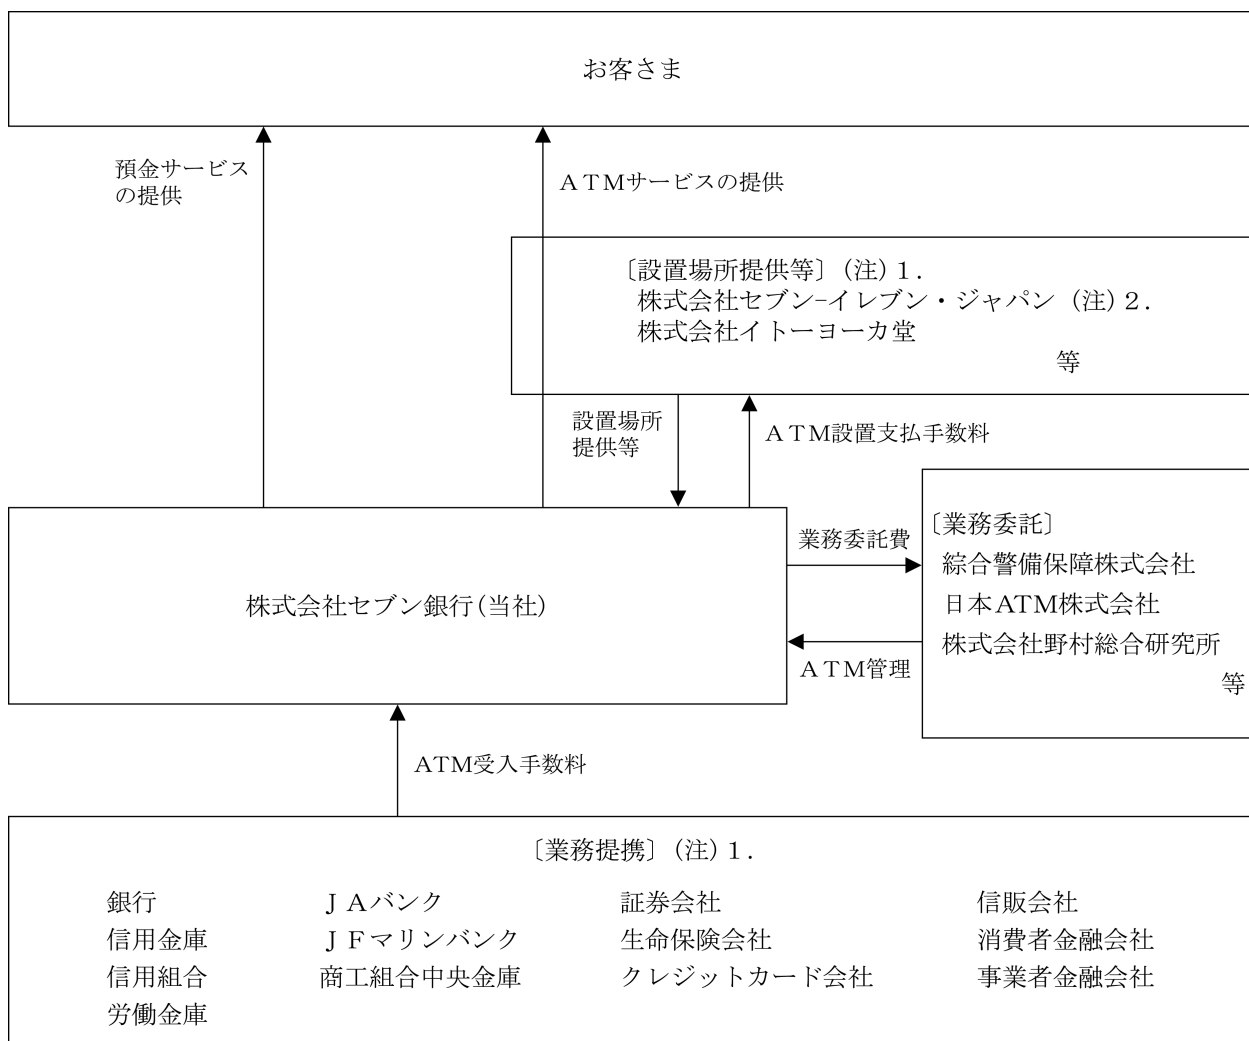 お客さま
預金サービス
の提供
ＡＴＭサービスの提供
〔設置場所提供等〕(注)１．
株式会社セブン-イレブン・ジャパン (注)２．
株式会社イトーヨーカ堂
等
設置場所
提供等
ＡＴＭ設置支払手数料
業務委託費
〔業務委託〕
綜合警備保障株式会社
日本ATM株式会社
株式会社野村総合研究所
等
株式会社セブン銀行(当社)
ＡＴＭ管理
ATM受入手数料
〔業務提携〕(注)１．
銀行
信用金庫
信用組合
労働金庫
ＪＡバンク
ＪＦマリンバンク
商工組合中央金庫
証券会社
生命保険会社
クレジットカード会社
信販会社
消費者金融会社
事業者金融会社